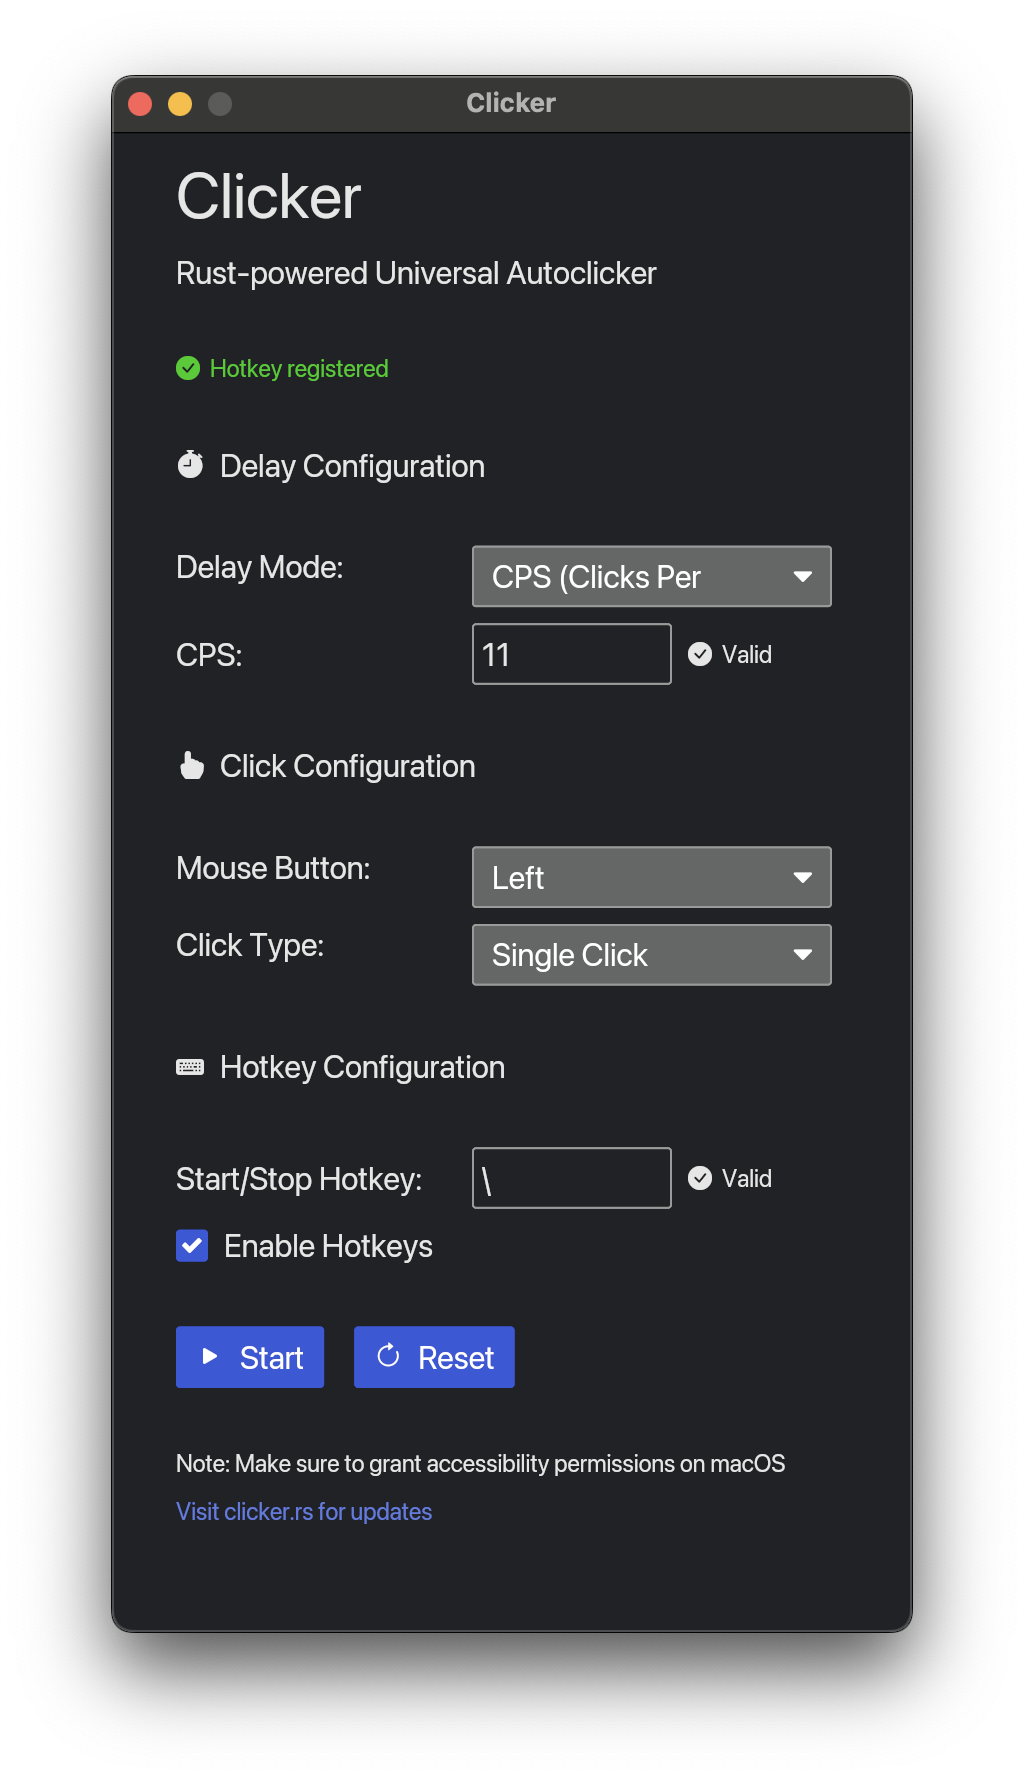 Clicker
Clicker
Rust-powered Universal Autoclicker
Hotkey registered
Delay Configuration
Delay Mode: CPS (Clicks Per
CPS: 11 Valid
Click Configuration
Mouse Button: Left
Click Type: Single Click
Hotkey Configuration
Start/Stop Hotkey: \ Valid
Enable Hotkeys
Start Reset
Note: Make sure to grant accessibility permissions on macOS
Visit clicker.rs for updates